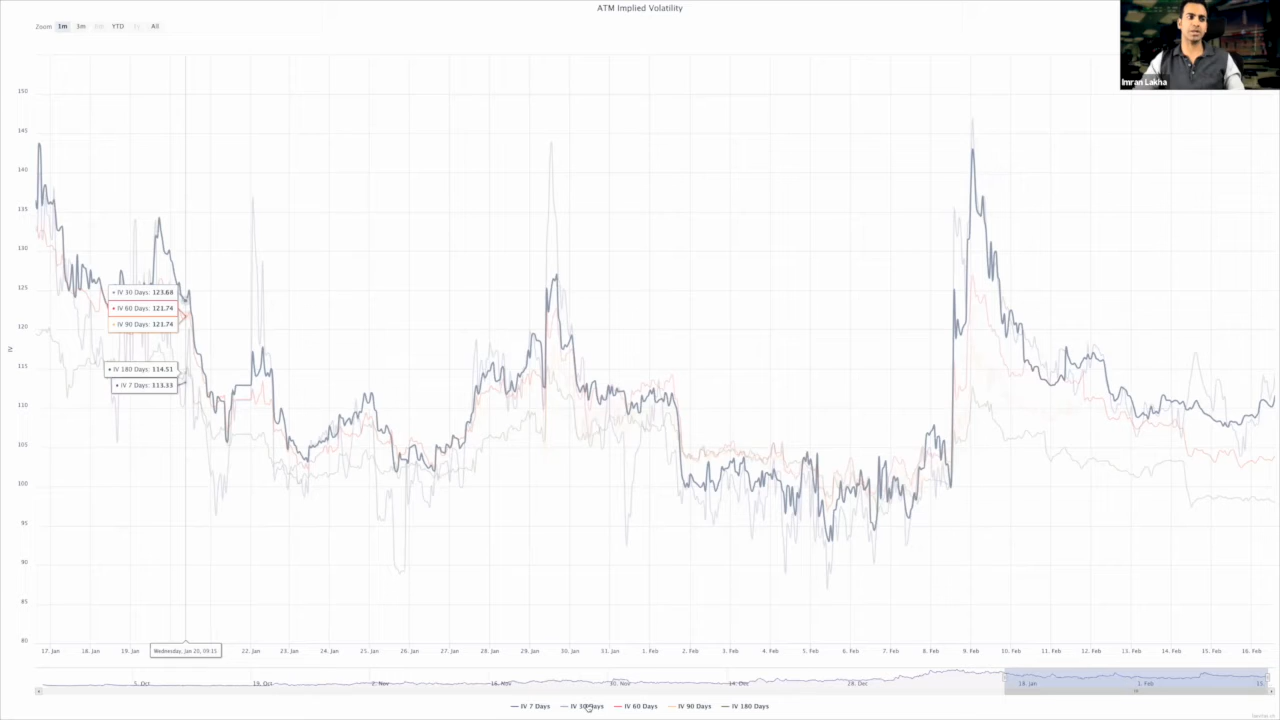 ATM Implied Volatility
Zoom 1m 3m YTD All
Imran Lakha
150
145
140
135
130
125
120
115
110
105
100
95
90
85
80
IV
IV 30 Days: 123.68
IV 60 Days: 121.74
IV 90 Days: 121.74
IV 180 Days: 114.51
IV 7 Days: 113.33
17. Jan 18. Jan 19. Jan Wednesday, Jan 20, 09:15 22. Jan 23. Jan 24. Jan 25. Jan 26. Jan 27. Jan 28. Jan 29. Jan 30. Jan 31. Jan 1. Feb 2. Feb 3. Feb 4. Feb 5. Feb 6. Feb 7. Feb 8. Feb 9. Feb 10. Feb 11. Feb 12. Feb 13. Feb 14. Feb 15. Feb 16. Feb
5. Oct 19. Oct 2. Nov 16. Nov 30. Nov 14. Dec 28. Dec 18. Jan 1. Feb 15.
IV 7 Days IV 30 Days IV 60 Days IV 90 Days IV 180 Days